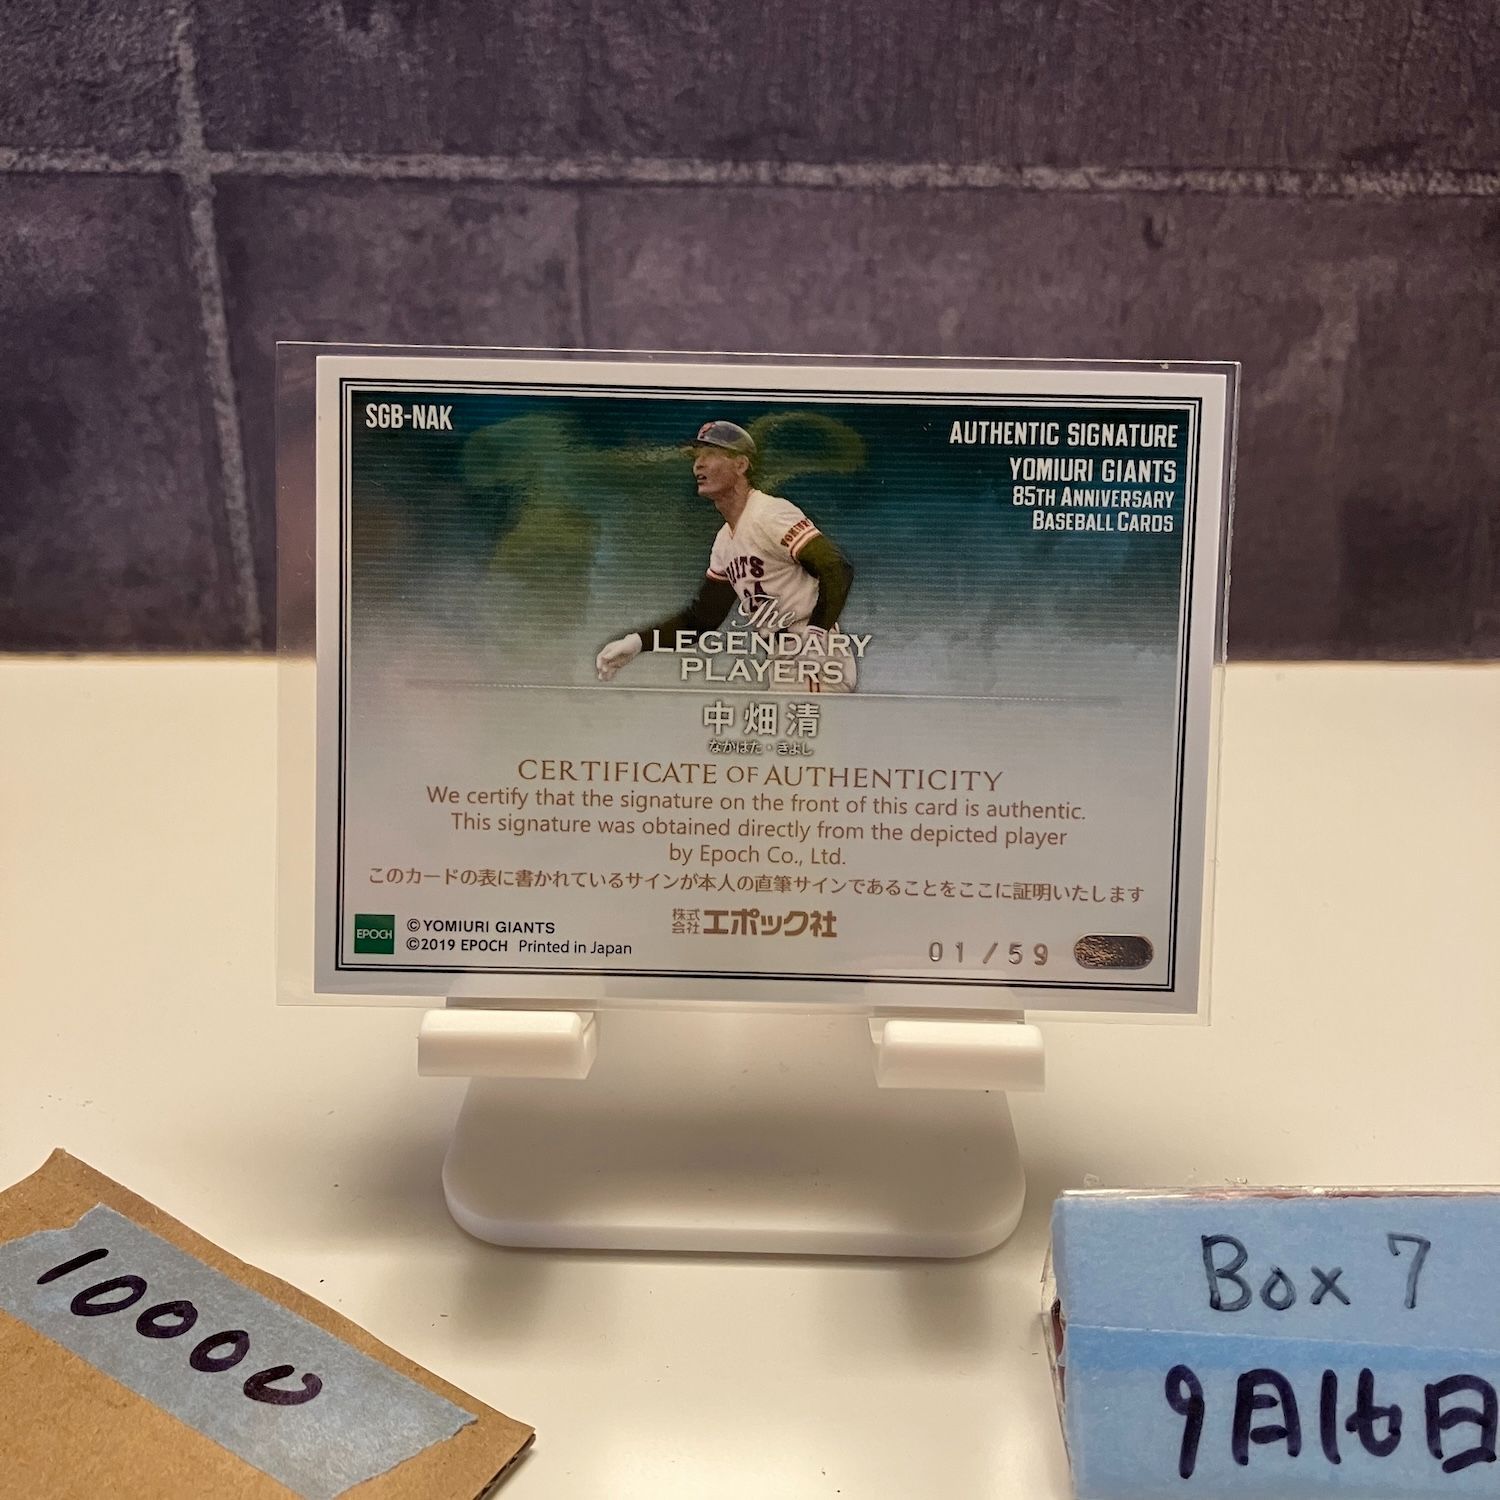 SGB-NAK
AUTHENTIC SIGNATURE
YOMIURI GIANTS
85TH ANNIVERSARY
BASEBALL CARDS
YOMIURI
The
LEGENDARY
PLAYERS
中畑清
なかはた・きよし
CERTIFICATE OF AUTHENTICITY
We certify that the signature on the front of this card is authentic.
This signature was obtained directly from the depicted player
by Epoch Co., Ltd.
このカードの表に書かれているサインが本人の直筆サインであることをここに証明いたします
EPOCH
©YOMIURI GIANTS
©2019 EPOCH Printed in Japan
株式会社エポック社
01/59
10000
Box 7
9月16日